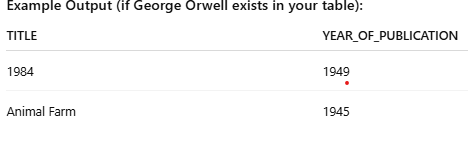 Example Output (if George Orwell exists in your table):
TITLE YEAR_OF_PUBLICATION
1984 1949
Animal Farm 1945